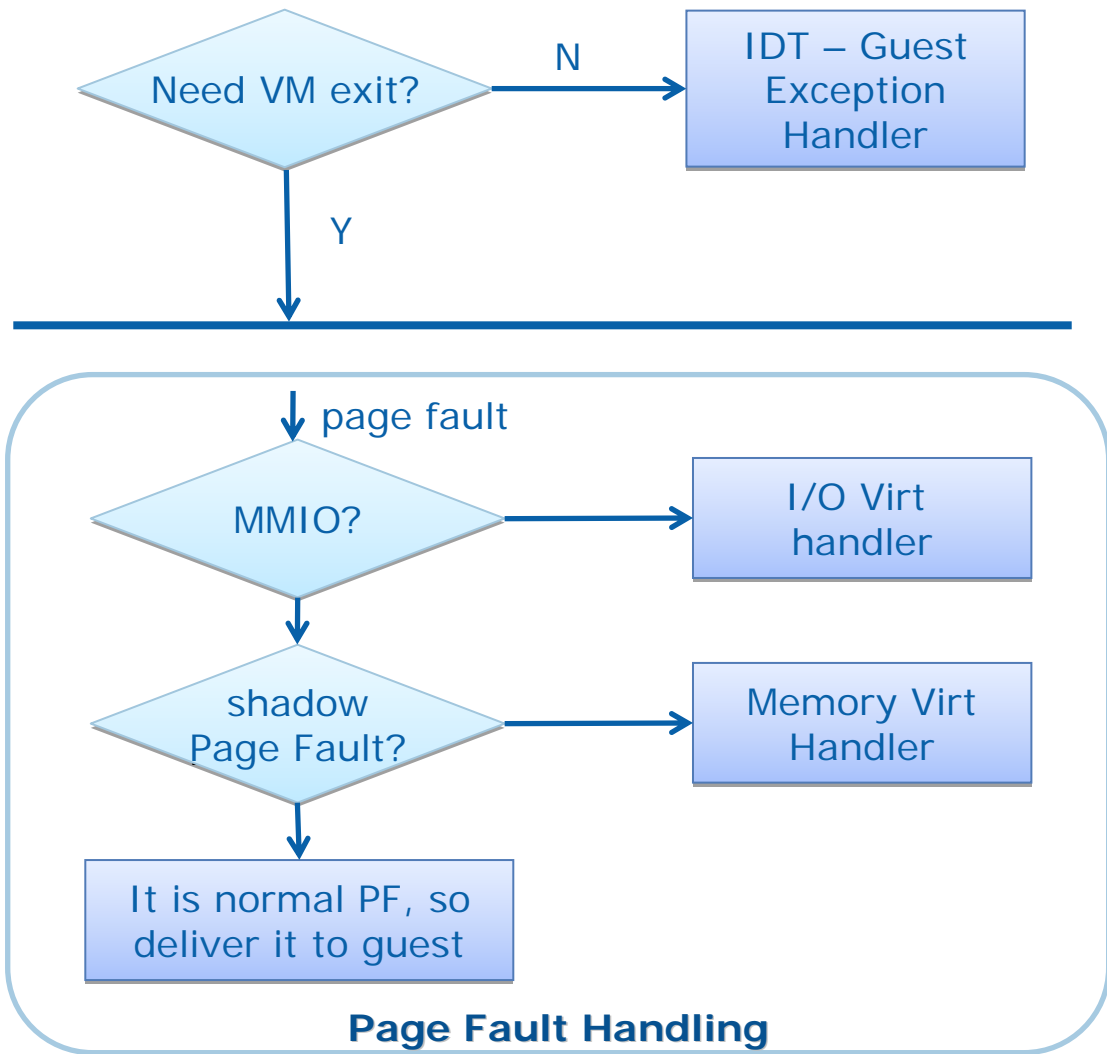 Need VM exit?
N
IDT – Guest
Exception
Handler
Y
page fault
MMIO?
I/O Virt
handler
shadow
Page Fault?
Memory Virt
Handler
It is normal PF, so
deliver it to guest
Page Fault Handling